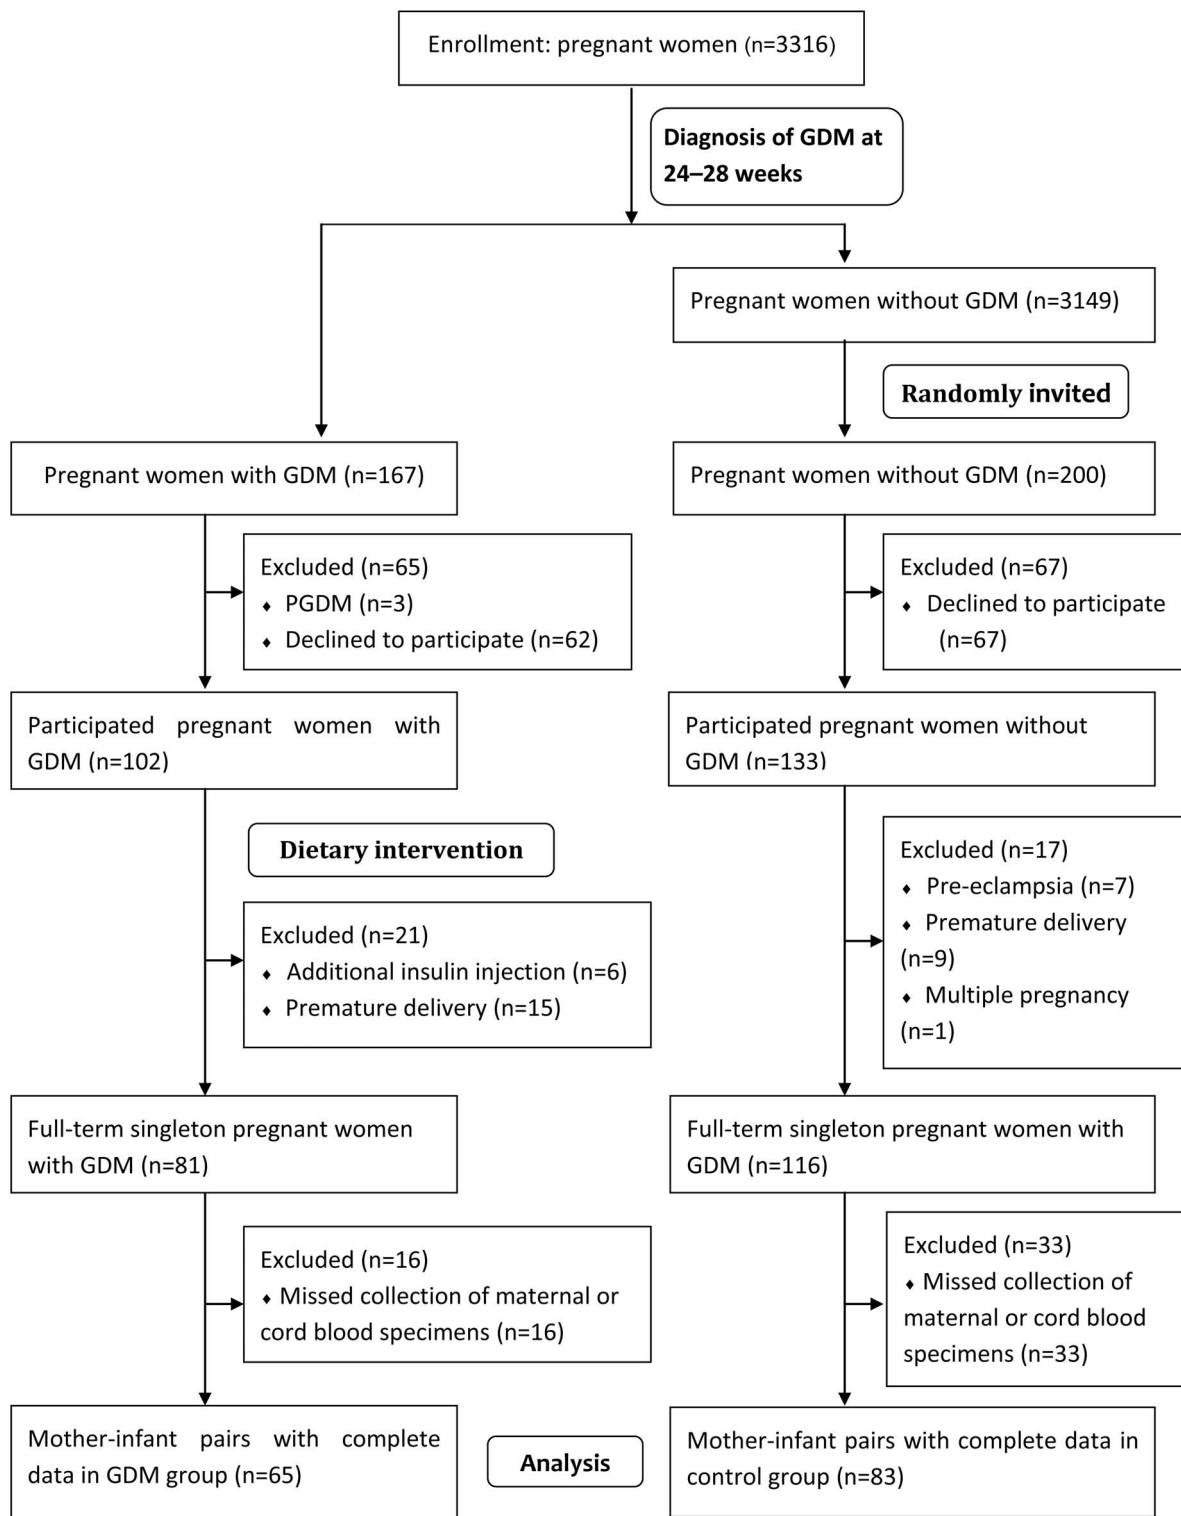 Enrollment: pregnant women (n=3316)
Diagnosis of GDM at
24–28 weeks
Pregnant women without GDM (n=3149)
Randomly invited
Pregnant women with GDM (n=167)
Pregnant women without GDM (n=200)
Excluded (n=65)
⬧ PGDM (n=3)
⬧ Declined to participate (n=62)
Excluded (n=67)
⬧ Declined to participate
(n=67)
Participated pregnant women with
GDM (n=102)
Participated pregnant women without
GDM (n=133)
Dietary intervention
Excluded (n=21)
⬧ Additional insulin injection (n=6)
⬧ Premature delivery (n=15)
Excluded (n=17)
⬧ Pre-eclampsia (n=7)
⬧ Premature delivery
(n=9)
⬧ Multiple pregnancy
(n=1)
Full-term singleton pregnant women
with GDM (n=81)
Full-term singleton pregnant women with
GDM (n=116)
Excluded (n=16)
⬧ Missed collection of maternal or
cord blood specimens (n=16)
Excluded (n=33)
⬧ Missed collection of
maternal or cord blood
specimens (n=33)
Mother-infant pairs with complete
data in GDM group (n=65)
Analysis
Mother-infant pairs with complete data in
control group (n=83)